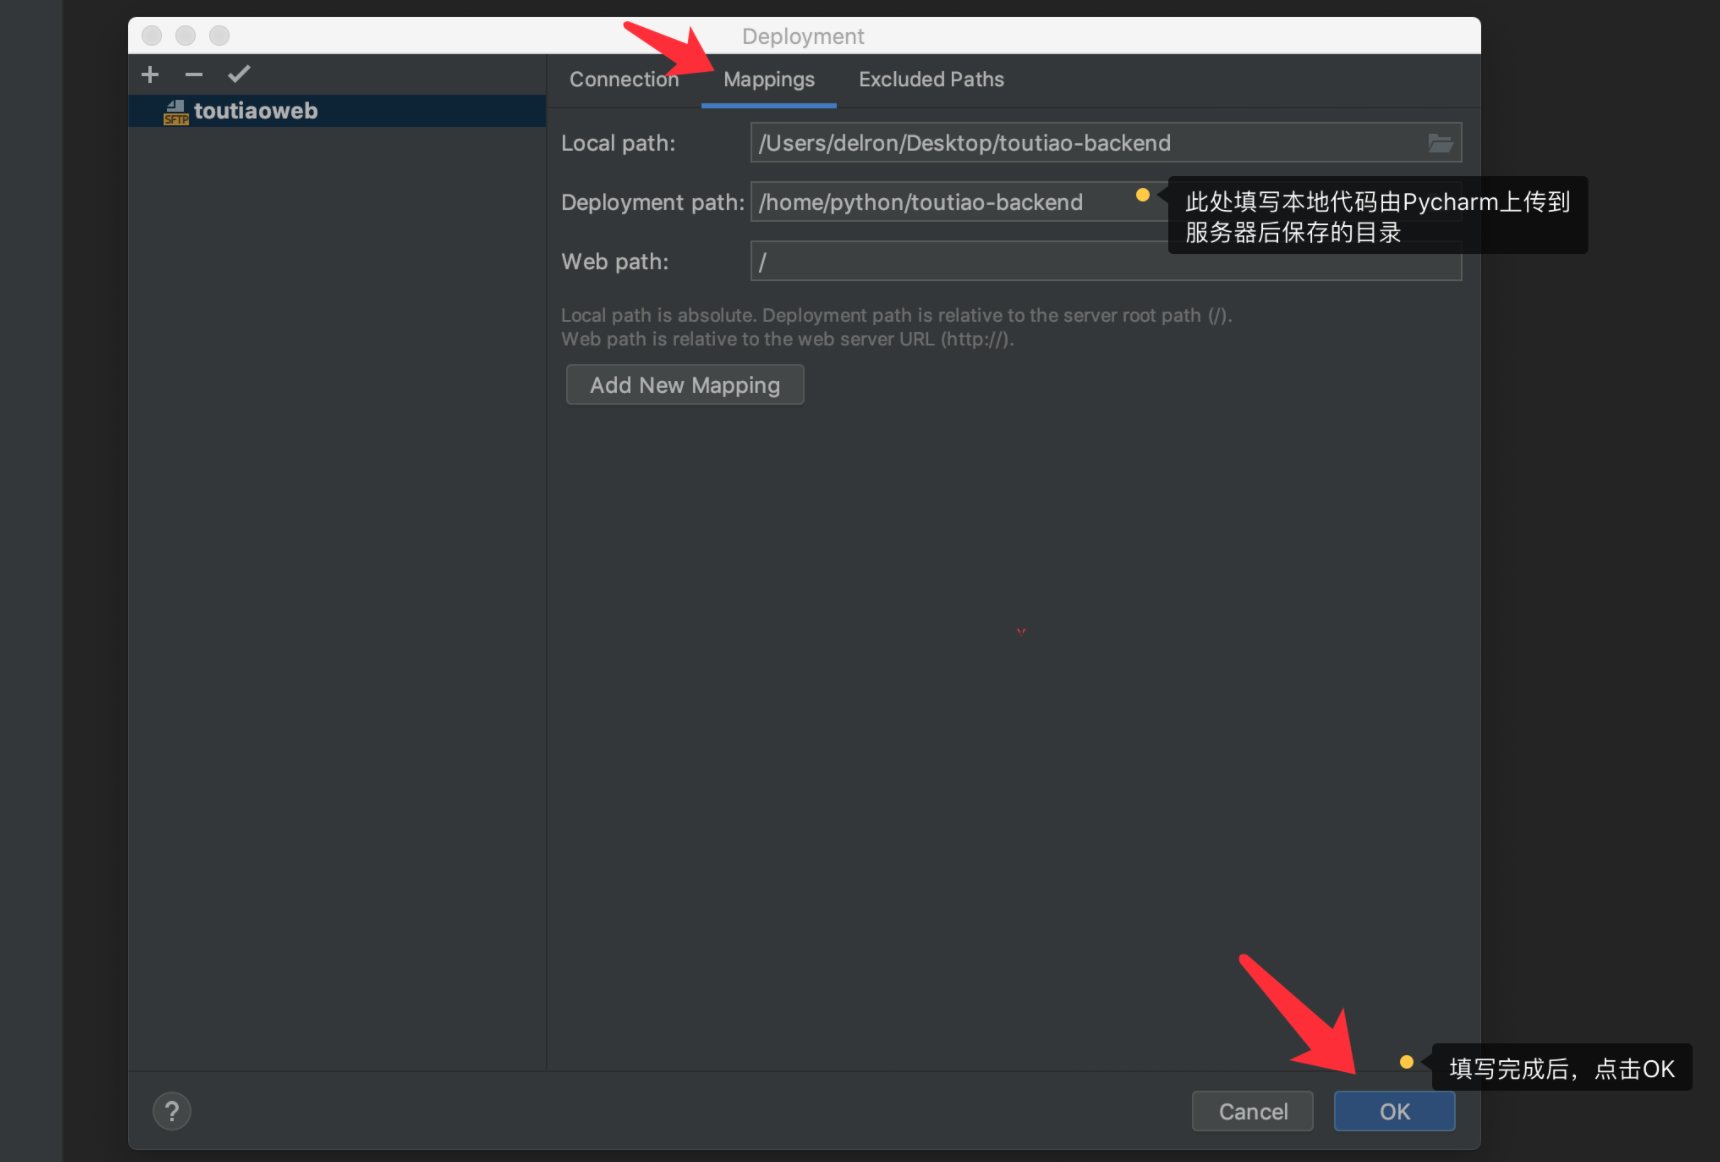 Deployment
Connection
Mappings
Excluded Paths
SFTP toutiaoweb
Local path:
/Users/delron/Desktop/toutiao-backend
Deployment path:
/home/python/toutiao-backend
此处填写本地代码由Pycharm上传到
服务器后保存的目录
Web path:
/
Local path is absolute. Deployment path is relative to the server root path (/).
Web path is relative to the web server URL (http://).
Add New Mapping
填写完成后，点击OK
?
Cancel
OK